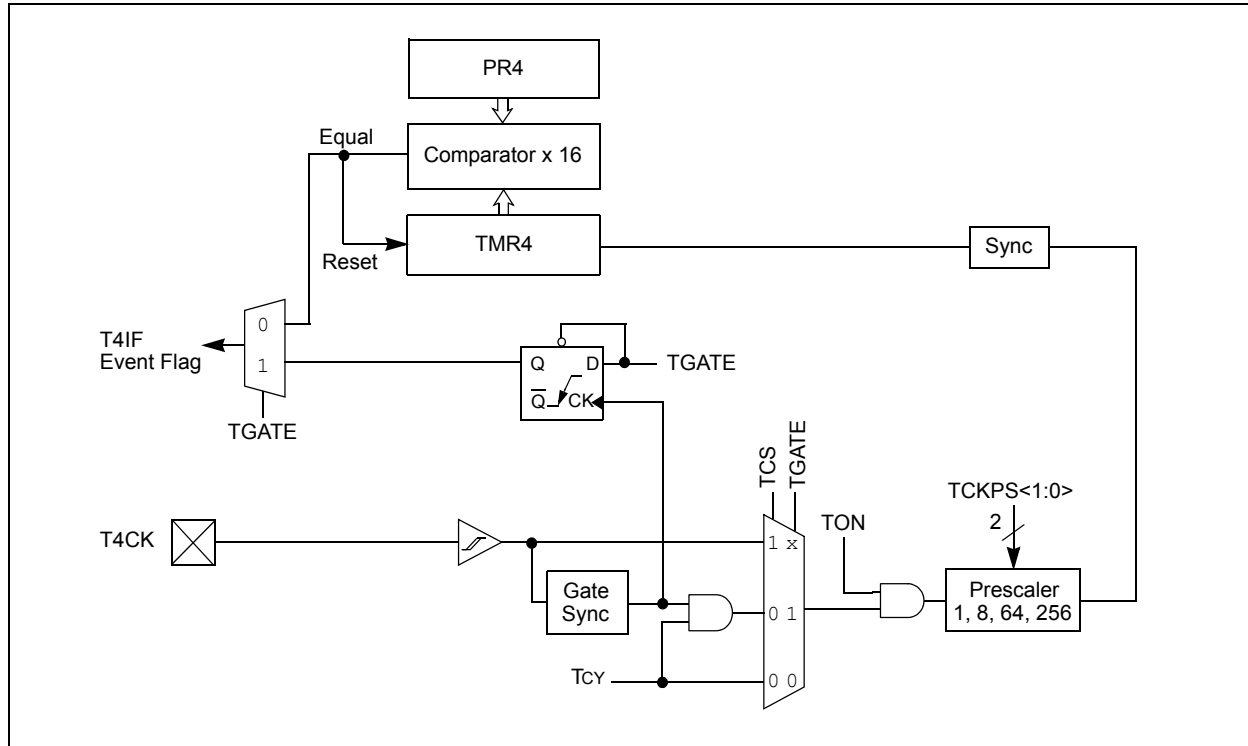 PR4
Equal
Comparator x 16
TMR4
Reset
Sync
T4IF
Event Flag
0
1
TGATE
Q
D
Q
CK
TGATE
TCS
TGATE
TCKPS<1:0>
2
TON
T4CK
1 x
Gate
Sync
0 1
Prescaler
1, 8, 64, 256
TCY
0 0